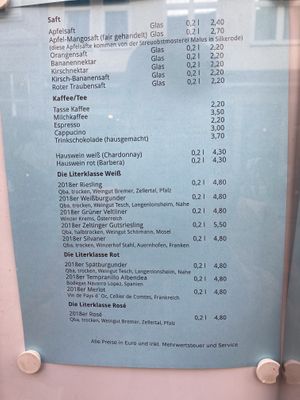 Saft
Apfelsaft Glas 0,2 l 2,40
Apfel-Mangosaft (fair gehandelt) Glas 0,2 l 2,70
(diese Apfelsäfte kommen von der Streuobstmosterei Malus in Silkerode)
Orangensaft Glas 0,2 l 2,20
Bananennektar Glas 0,2 l 2,20
Kirschnektar Glas 0,2 l 2,20
Kirsch-Bananensaft Glas 0,2 l 2,20
Roter Traubensaft Glas 0,2 l 2,20
Kaffee/Tee
Tasse Kaffee 2,20
Milchkaffee 3,50
Espresso 2,20
Cappucino 3,00
Trinkschokolade (hausgemacht) 3,70
Hauswein weiß (Chardonnay) 0,2 l 4,30
Hauswein rot (Barbera) 0,2 l 4,30
Die Literklasse Weiß
2018er Riesling 0,2 l 4,80
Qba, trocken, Weingut Bremer, Zellertal, Pfalz
2018er Weißburgunder 0,2 l 4,80
Qba, trocken, Weingut Tesch, Langenlonsheim, Nahe
2018er Grüner Veltliner 0,2 l 4,80
Winzer Krems, Österreich
2018er Zeltinger Gutsriesling 0,2 l 5,50
Qba, halbtrocken, Weingut Schömann, Mosel
2018er Silvaner 0,2 l 4,80
Qba, trocken, Winzerhof Stahl, Auernhofen, Franken
Die Literklasse Rot
2018er Spätburgunder 0,2 l 4,80
Qba, trocken, Weingut Tesch, Langenlonsheim, Nahe
2018er Tempranillo Albendea 0,2 l 4,80
Bodegas Navarro Lopez, Spanien
2018er Merlot 0,2 l 4,80
Vin de Pays d´Oc, Cellier de Comtes, Frankreich
Die Literklasse Rosé
2018er Rosé 0,2 l 4,80
Qba, trocken, Weingut Bremer, Zellertal, Pfalz
Alle Preise in Euro und inkl. Mehrwertsteuer und Service